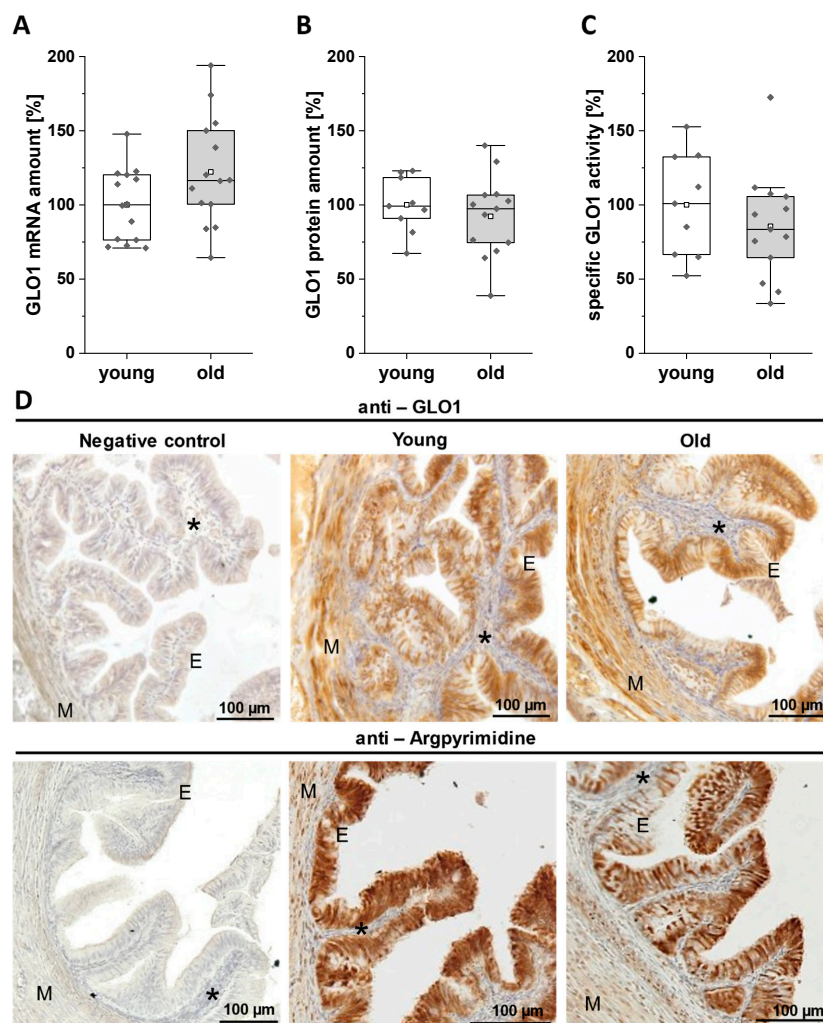 A
B
C
GLO1 mRNA amount [%]
200
150
100
50
0
young old
GLO1 protein amount [%]
200
150
100
50
0
young old
specific GLO1 activity [%]
200
150
100
50
0
young old
D
anti – GLO1
Negative control Young Old
* E M 100 µm
E M * 100 µm
* E M 100 µm
anti – Argpyrimidine
E M * 100 µm
M E * 100 µm
* E M 100 µm